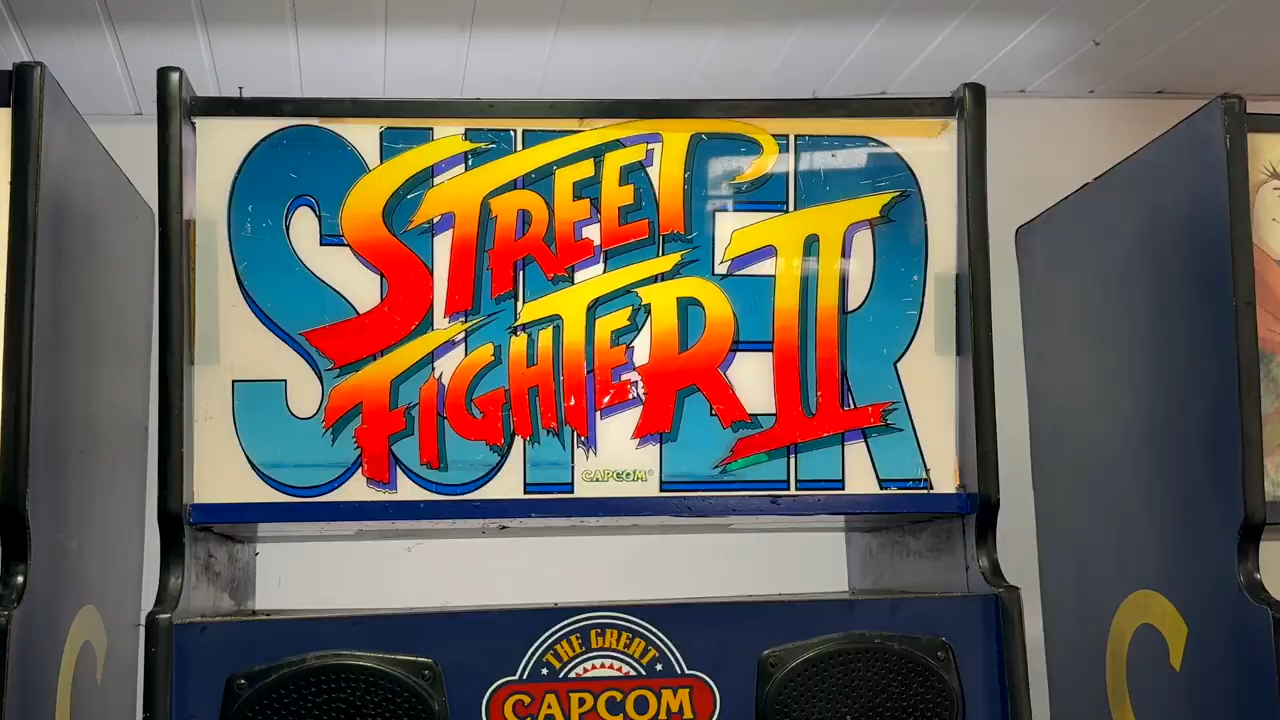 SUPER
STREET
FIGHTER II
CAPCOM®
THE GREAT
CAPCOM